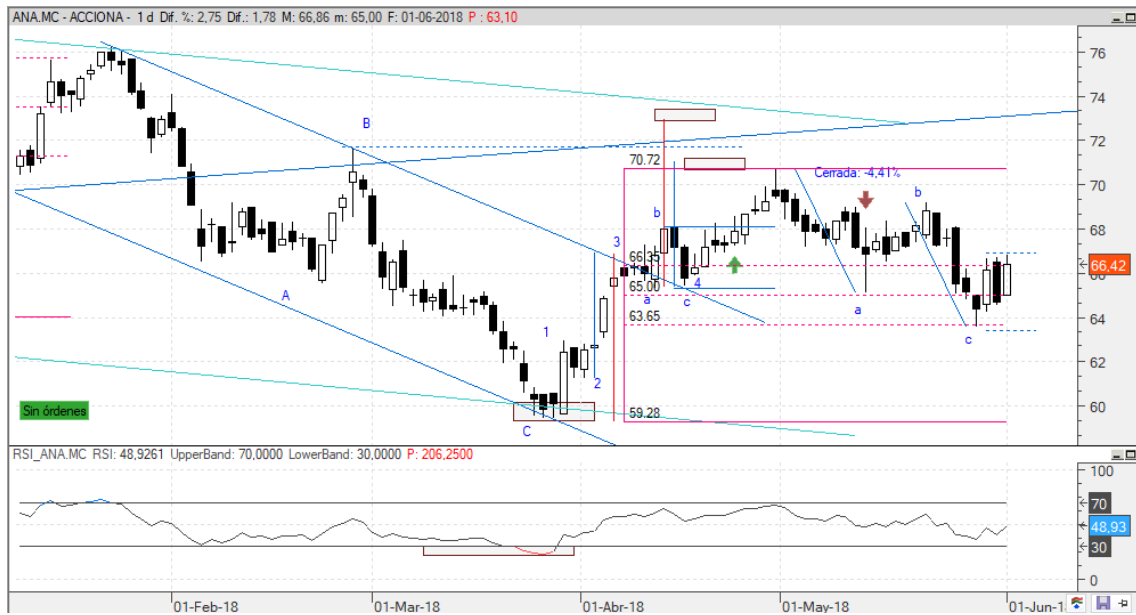 ANA.MC - ACCIONA - 1 d Dif. %: 2,75 Dif.: 1,78 M: 66,86 m: 65,00 F: 01-06-2018 P : 63,10
76
74
72
70
68
66
64
62
60
66,42
B
A
C
1
2
3
4
a
b
c
70.72
66.35
65.00
63.65
59.28
Cerrada: -4,41%
a
b
c
Sin órdenes
RSI_ANA.MC RSI: 48,9261 UpperBand: 70,0000 LowerBand: 30,0000 P: 206,2500
100
70
48,93
30
0
01-Feb-18
01-Mar-18
01-Abr-18
01-May-18
01-Jun-1